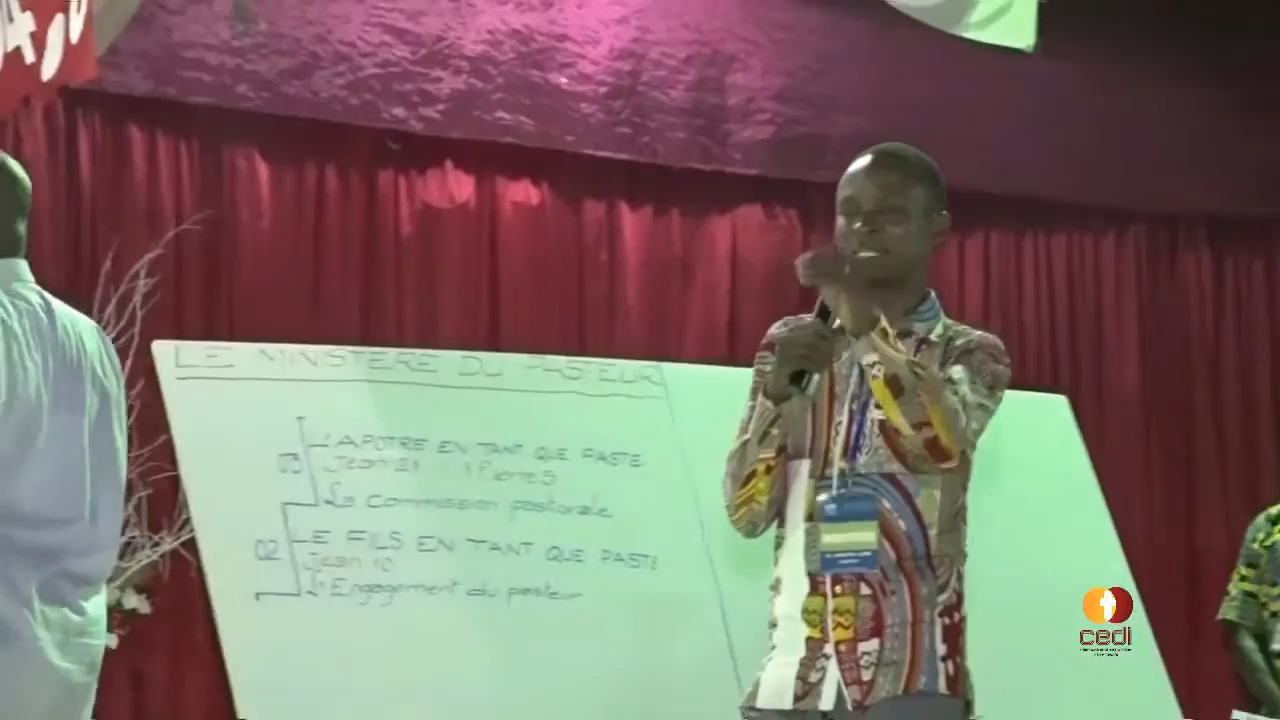 LE MINISTERE DU PASTEUR
L'APOTRE EN TANT QUE PASTE
03
Jean 21 1 Pierre 5
La Commission pastorale
LE FILS EN TANT QUE PASTE
02
Jean 10
L'Engagement du pasteur
cedi